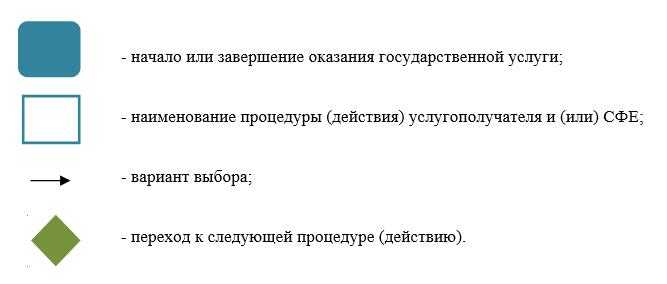 - начало или завершение оказания государственной услуги;
- наименование процедуры (действия) услугополучателя и (или) СФЕ;
- вариант выбора;
- переход к следующей процедуре (действию).